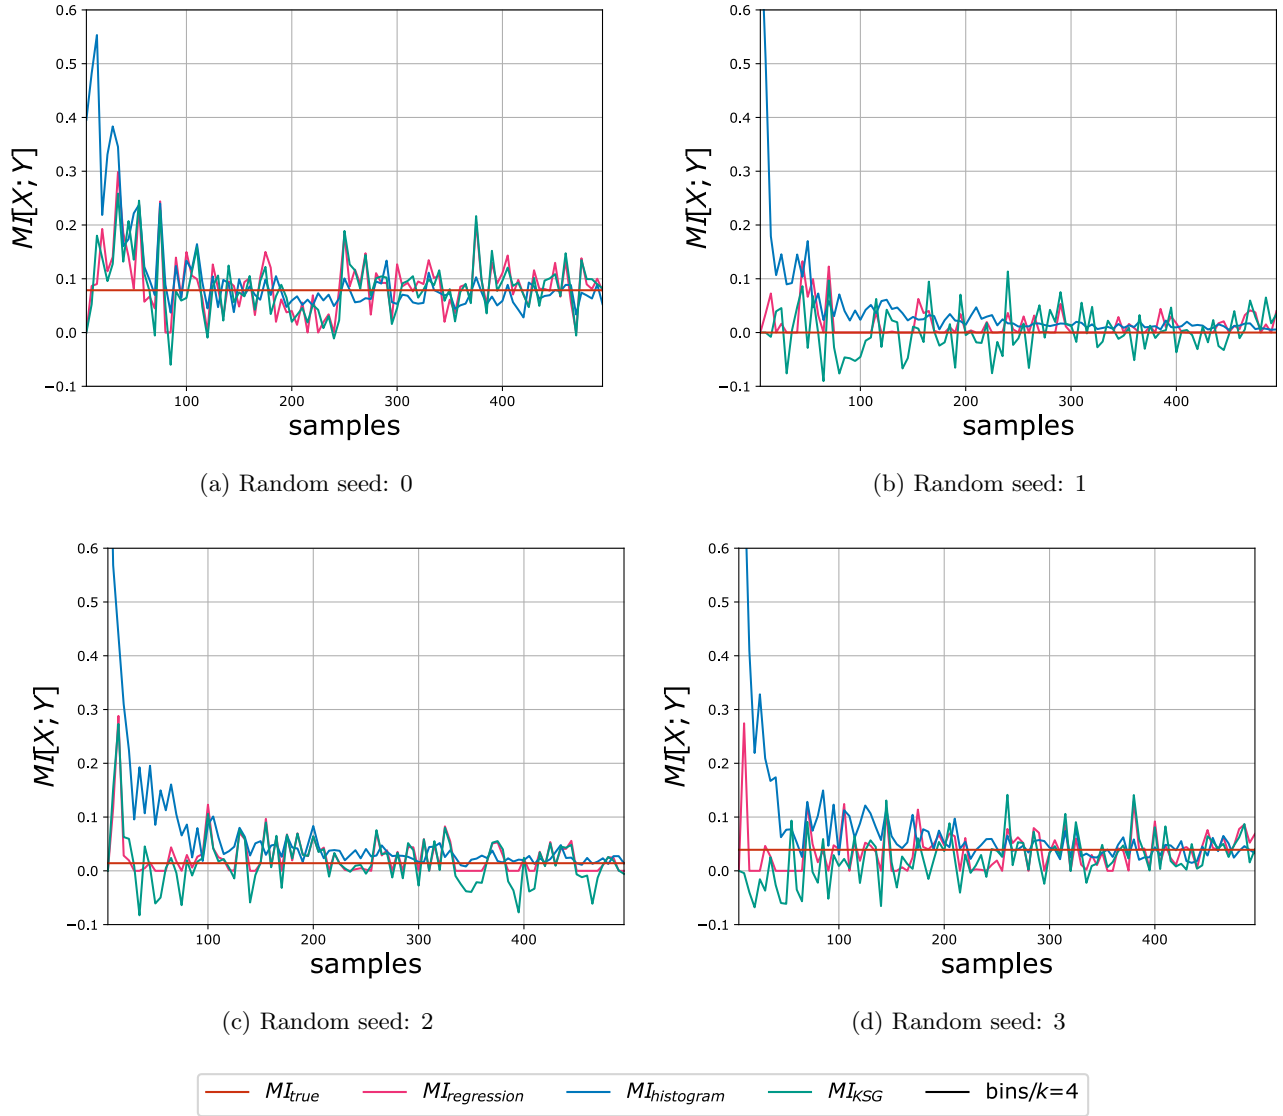 0.6
0.5
0.4
0.3
0.2
0.1
0.0
−0.1
MI[X; Y]
100 200 300 400
samples
(a) Random seed: 0
0.6
0.5
0.4
0.3
0.2
0.1
0.0
−0.1
MI[X; Y]
100 200 300 400
samples
(b) Random seed: 1
0.6
0.5
0.4
0.3
0.2
0.1
0.0
−0.1
MI[X; Y]
100 200 300 400
samples
(c) Random seed: 2
0.6
0.5
0.4
0.3
0.2
0.1
0.0
−0.1
MI[X; Y]
100 200 300 400
samples
(d) Random seed: 3
MI_true MI_regression MI_histogram MI_KSG bins/k=4